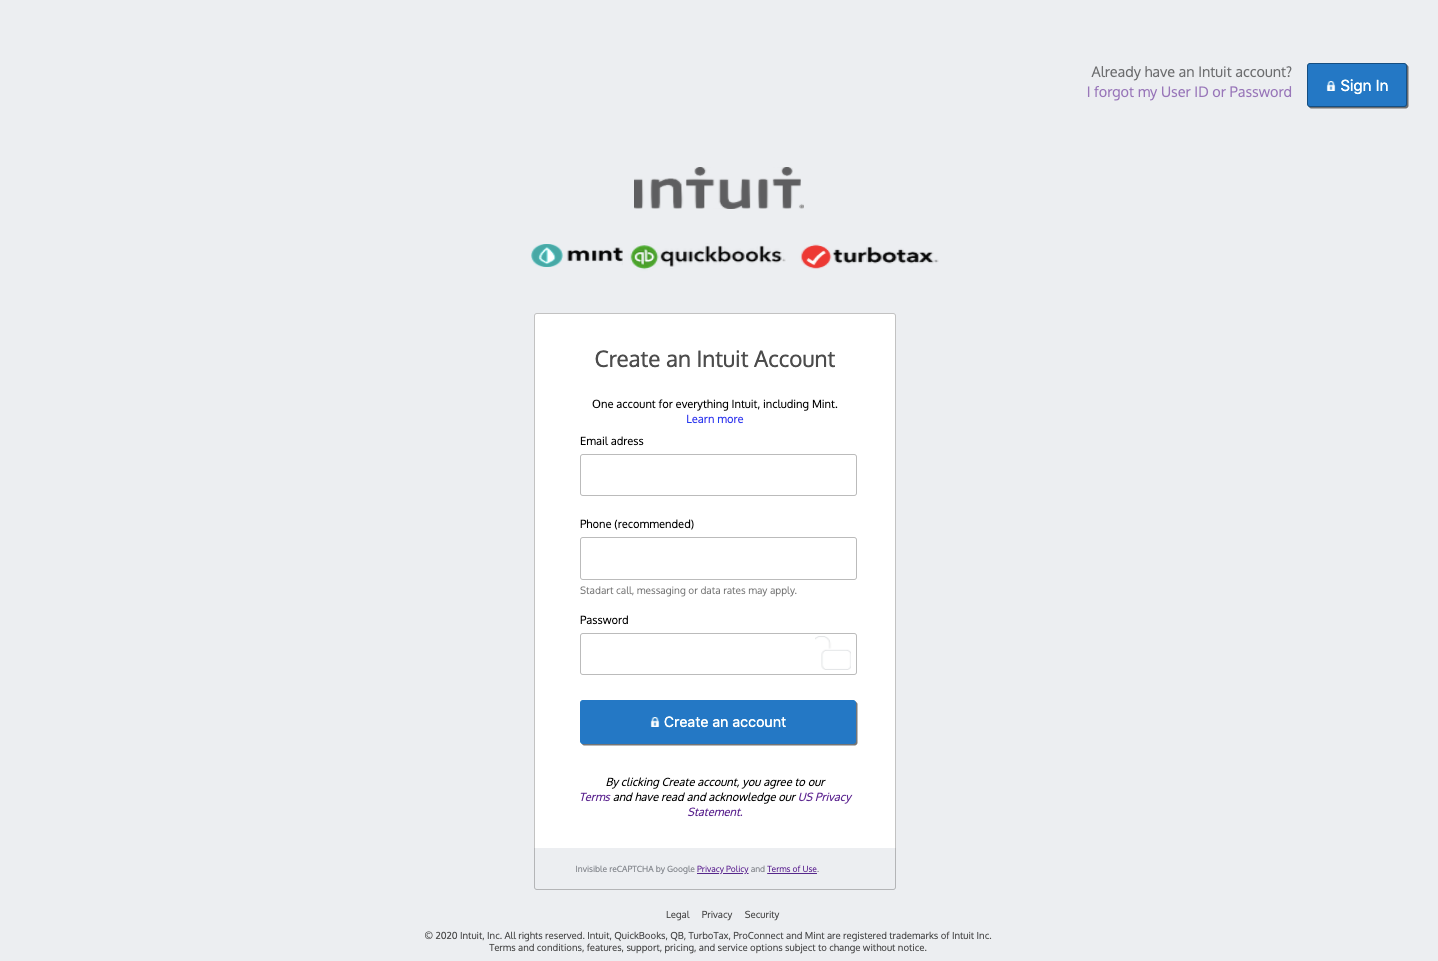 Already have an Intuit account?
I forgot my User ID or Password
Sign In
intuit.
mint quickbooks. turbotax™
Create an Intuit Account
One account for everything Intuit, including Mint.
Learn more
Email adress
Phone (recommended)
Stadart call, messaging or data rates may apply.
Password
Create an account
By clicking Create account, you agree to our
Terms and have read and acknowledge our US Privacy
Statement.
Invisible reCAPTCHA by Google Privacy Policy and Terms of Use.
Legal Privacy Security
© 2020 Intuit, Inc. All rights reserved. Intuit, QuickBooks, QB, TurboTax, ProConnect and Mint are registered trademarks of Intuit Inc.
Terms and conditions, features, support, pricing, and service options subject to change without notice.